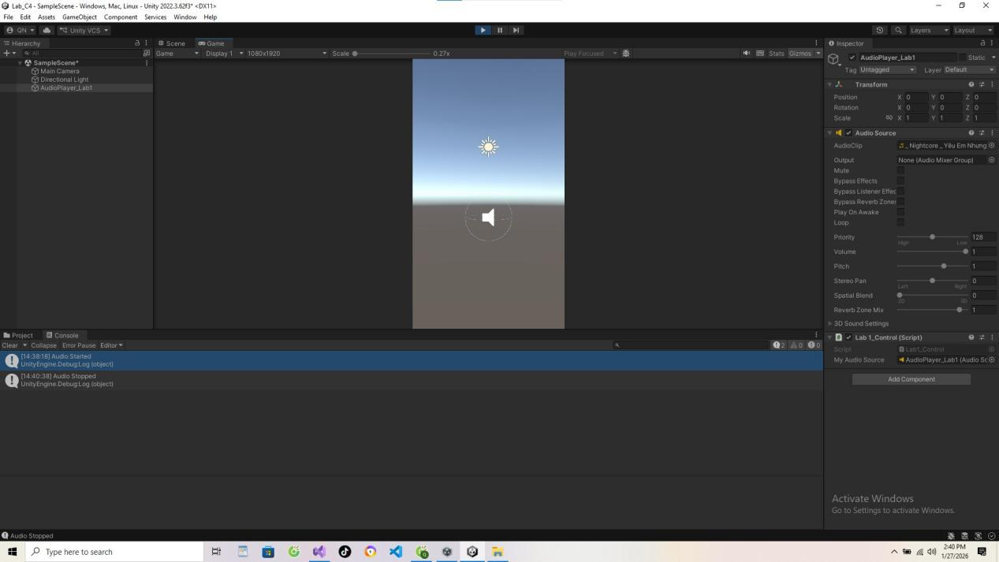 Lab_C4 - SampleScene - Windows, Mac, Linux - Unity 2022.3.62f3* <DX11>
File Edit Assets GameObject Component Services Window Help
QN Unity VCS Layers Layout
Hierarchy
All
SampleScene*
Main Camera
Directional Light
AudioPlayer_Lab1
Scene Game
Game Display 1 1080x1920 Scale 0.27x Play Focused Stats Gizmos
Inspector
AudioPlayer_Lab1 Static
Tag Untagged Layer Default
Transform
Position X 0 Y 0 Z 0
Rotation X 0 Y 0 Z 0
Scale X 1 Y 1 Z 1
Audio Source
AudioClip _ Nightcore _ Yêu Em Nhưng
Output None (Audio Mixer Group)
Mute
Bypass Effects
Bypass Listener Effec
Bypass Reverb Zones
Play On Awake
Loop
Priority 128
High Low
Volume 1
Pitch 1
Stereo Pan 0
Left Right
Spatial Blend 0
2D 3D
Reverb Zone Mix 1
3D Sound Settings
Lab 1_Control (Script)
Script Lab1_Control
My Audio Source AudioPlayer_Lab1 (Audio Sc
Add Component
Project Console
Clear Collapse Error Pause Editor 2 0 0
[14:38:18] Audio Started
UnityEngine.Debug:Log (object)
[14:40:38] Audio Stopped
UnityEngine.Debug:Log (object)
Activate Windows
Go to Settings to activate Windows.
Audio Stopped
Type here to search
2:40 PM
1/27/2026